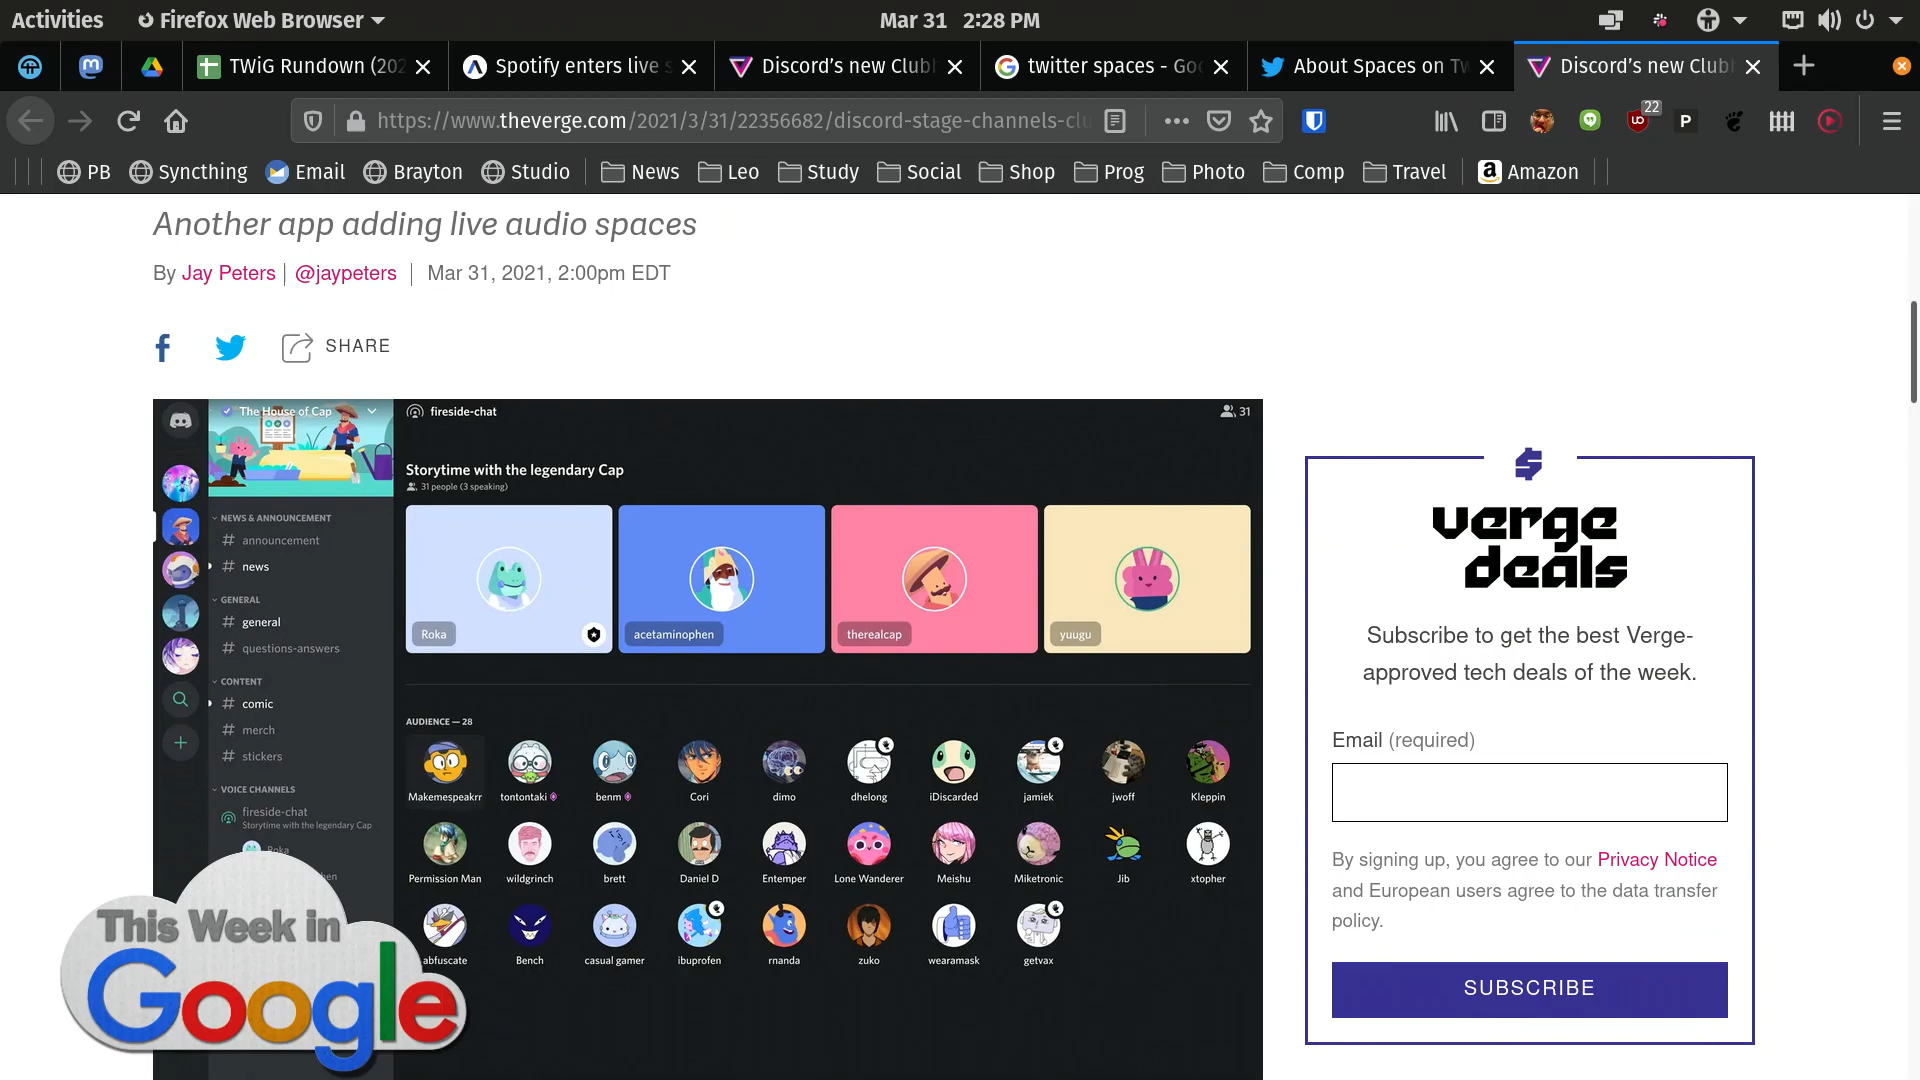 Activities Firefox Web Browser Mar 31 2:28 PM
TWiG Rundown (202 Spotify enters live s Discord's new Clubh twitter spaces - Goo About Spaces on Tw Discord's new Clubh
https://www.theverge.com/2021/3/31/22356682/discord-stage-channels-clu 22
PB Syncthing Email Brayton Studio News Leo Study Social Shop Prog Photo Comp Travel Amazon
Another app adding live audio spaces
By Jay Peters | @jaypeters | Mar 31, 2021, 2:00pm EDT
SHARE
The House of Cap
fireside-chat 31
Storytime with the legendary Cap
31 people (3 speaking)
NEWS & ANNOUNCEMENT
# announcement
# news
GENERAL
# general
# questions-answers
CONTENT
# comic
# merch
# stickers
VOICE CHANNELS
fireside-chat
Storytime with the legendary Cap
Roka
Roka acetaminophen therealcap yuugu
AUDIENCE — 28
Makemespeakrr tontontaki benm Cori dimo dhelong iDiscarded jamiek jwoff Kleppin
Permission Man wildgrinch brett Daniel D Entemper Lone Wanderer Meishu Miketronic Jib xtopher
abfuscate Bench casual gamer ibuprofen rnanda zuko wearamask getvax
verge
deals
Subscribe to get the best Verge-
approved tech deals of the week.
Email (required)
By signing up, you agree to our Privacy Notice
and European users agree to the data transfer
policy.
SUBSCRIBE
This Week in
Google